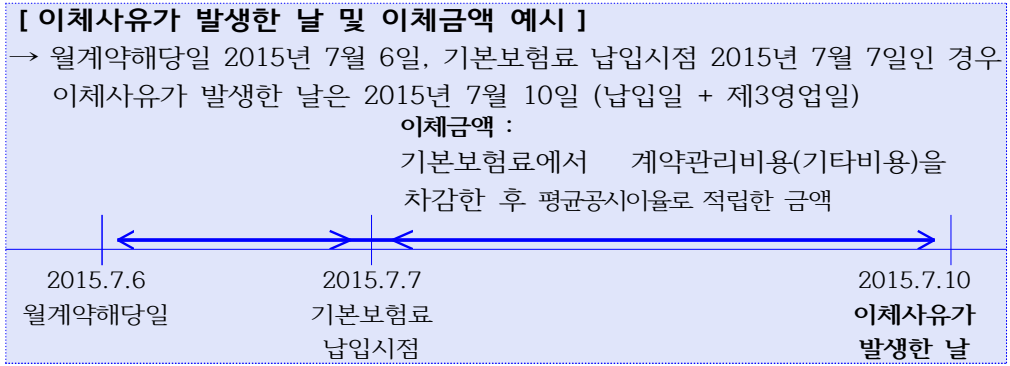 [ 이체사유가 발생한 날 및 이체금액 예시 ]
→ 월계약해당일 2015년 7월 6일, 기본보험료 납입시점 2015년 7월 7일인 경우
이체사유가 발생한 날은 2015년 7월 10일 (납입일 + 제3영업일)
이체금액 :
기본보험료에서 계약관리비용(기타비용)을
차감한 후 평균공시이율로 적립한 금액
2015.7.6 2015.7.7 2015.7.10
월계약해당일 기본보험료 이체사유가
납입시점 발생한 날